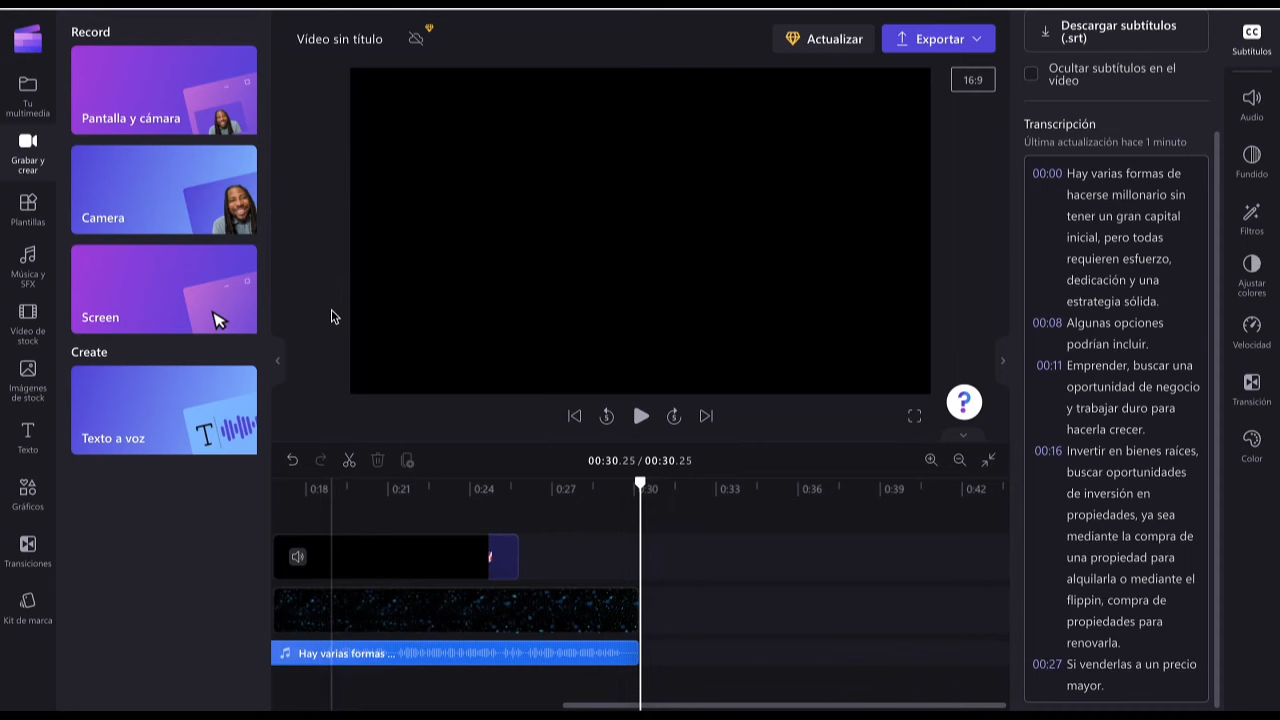 Tu
multimedia
Grabar y
crear
Plantillas
Música y
SFX
Vídeo de
stock
Imágenes
de stock
Texto
Gráficos
Transiciones
Kit de marca
Record
Pantalla y cámara
Camera
Screen
Create
Texto a voz
T
Vídeo sin título
Actualizar
Exportar
16:9
5
5
?
00:30.25 / 00:30.25
0:18
0:21
0:24
0:27
0:30
0:33
0:36
0:39
0:42
Hay varias formas ...
Descargar subtítulos
(.srt)
Ocultar subtítulos en el
vídeo
Transcripción
Última actualización hace 1 minuto
00:00 Hay varias formas de
hacerse millonario sin
tener un gran capital
inicial, pero todas
requieren esfuerzo,
dedicación y una
estrategia sólida.
00:08 Algunas opciones
podrían incluir.
00:11 Emprender, buscar una
oportunidad de negocio
y trabajar duro para
hacerla crecer.
00:16 Invertir en bienes raíces,
buscar oportunidades
de inversión en
propiedades, ya sea
mediante la compra de
una propiedad para
alquilarla o mediante el
flippin, compra de
propiedades para
renovarla.
00:27 Si venderlas a un precio
mayor.
CC
Subtítulos
Audio
Fundido
Filtros
Ajustar
colores
Velocidad
Transición
Color